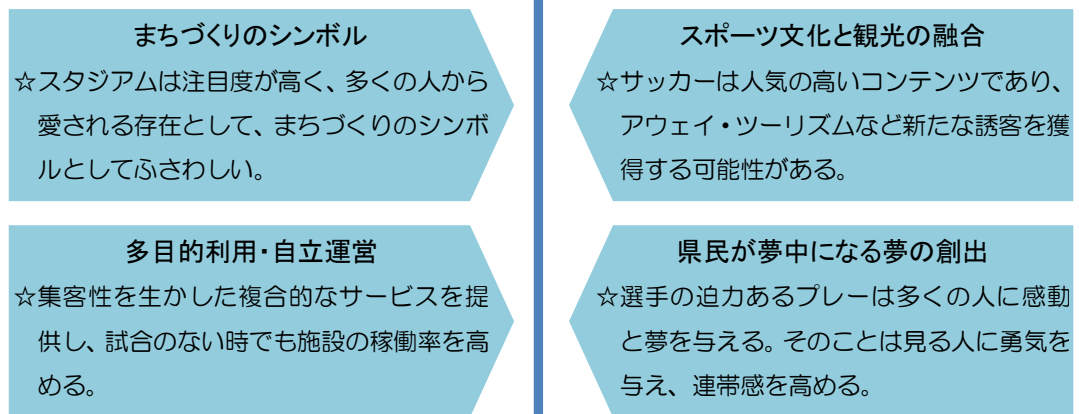 まちづくりのシンボル
☆スタジアムは注目度が高く、多くの人から
愛される存在として、まちづくりのシンボ
ルとしてふさわしい。
スポーツ文化と観光の融合
☆サッカーは人気の高いコンテンツであり、
アウェイ・ツーリズムなど新たな誘客を獲
得する可能性がある。
多目的利用・自立運営
☆集客性を生かした複合的なサービスを提
供し、試合のない時でも施設の稼働率を高
める。
県民が夢中になる夢の創出
☆選手の迫力あるプレーは多くの人に感動
と夢を与える。そのことは見る人に勇気を
与え、連帯感を高める。